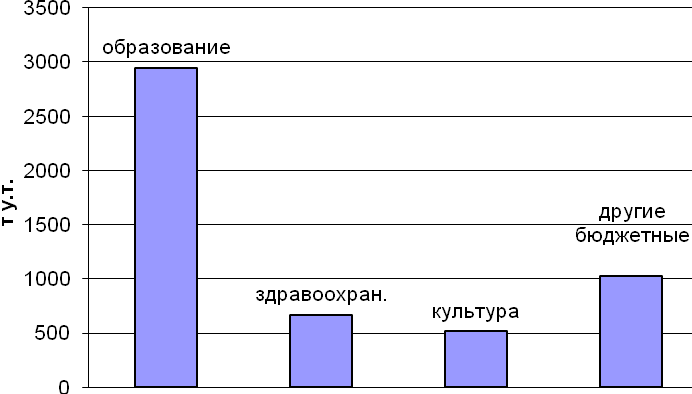 3500
образование
3000
2500
2000
т у.т.
другие
1500
бюджетные
1000
здравоохран.
культура
500
0